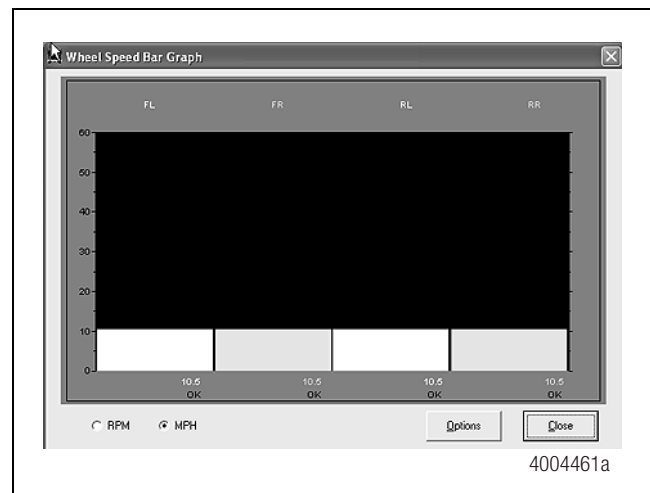 Wheel Speed Bar Graph
FL FR RL RR
60
50
40
30
20
10
0
10.5 10.5 10.5 10.5
OK OK OK OK
RPM MPH Options Close
4004461a